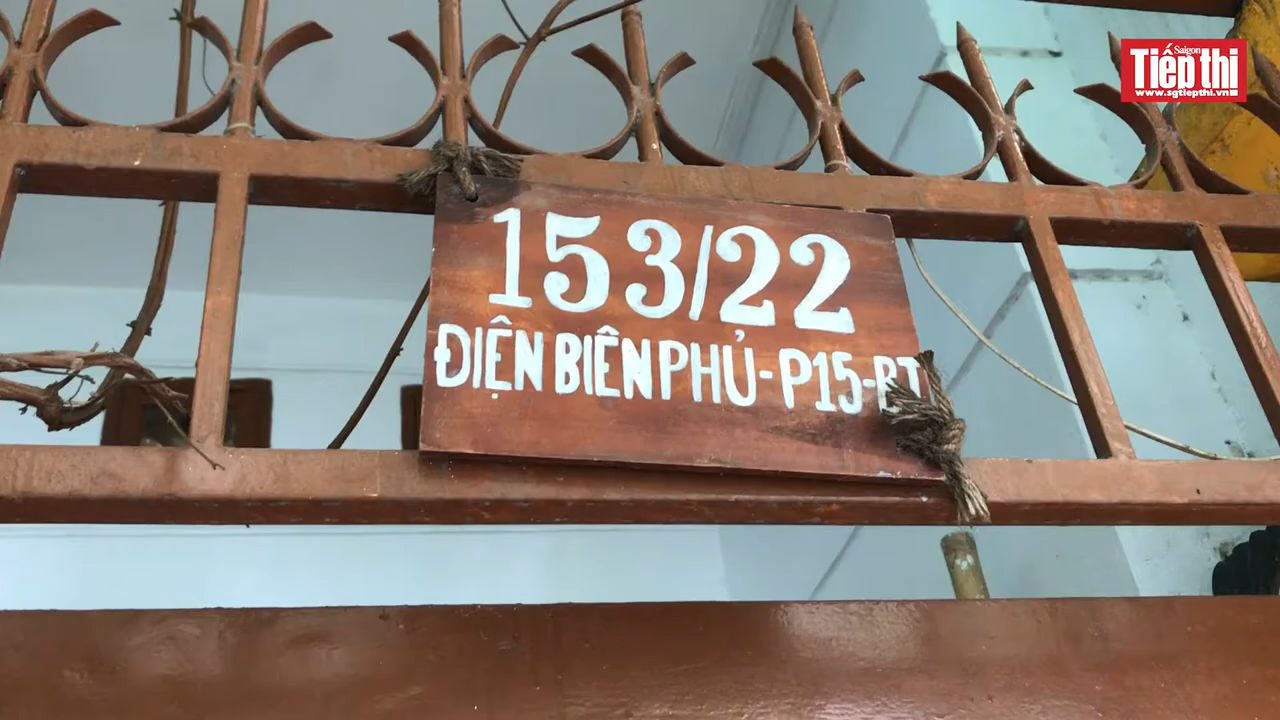 Saigon
Tiếp thị
www.sgtiepthi.vn
153/22
ĐIỆN BIÊN PHỦ-P15-BT